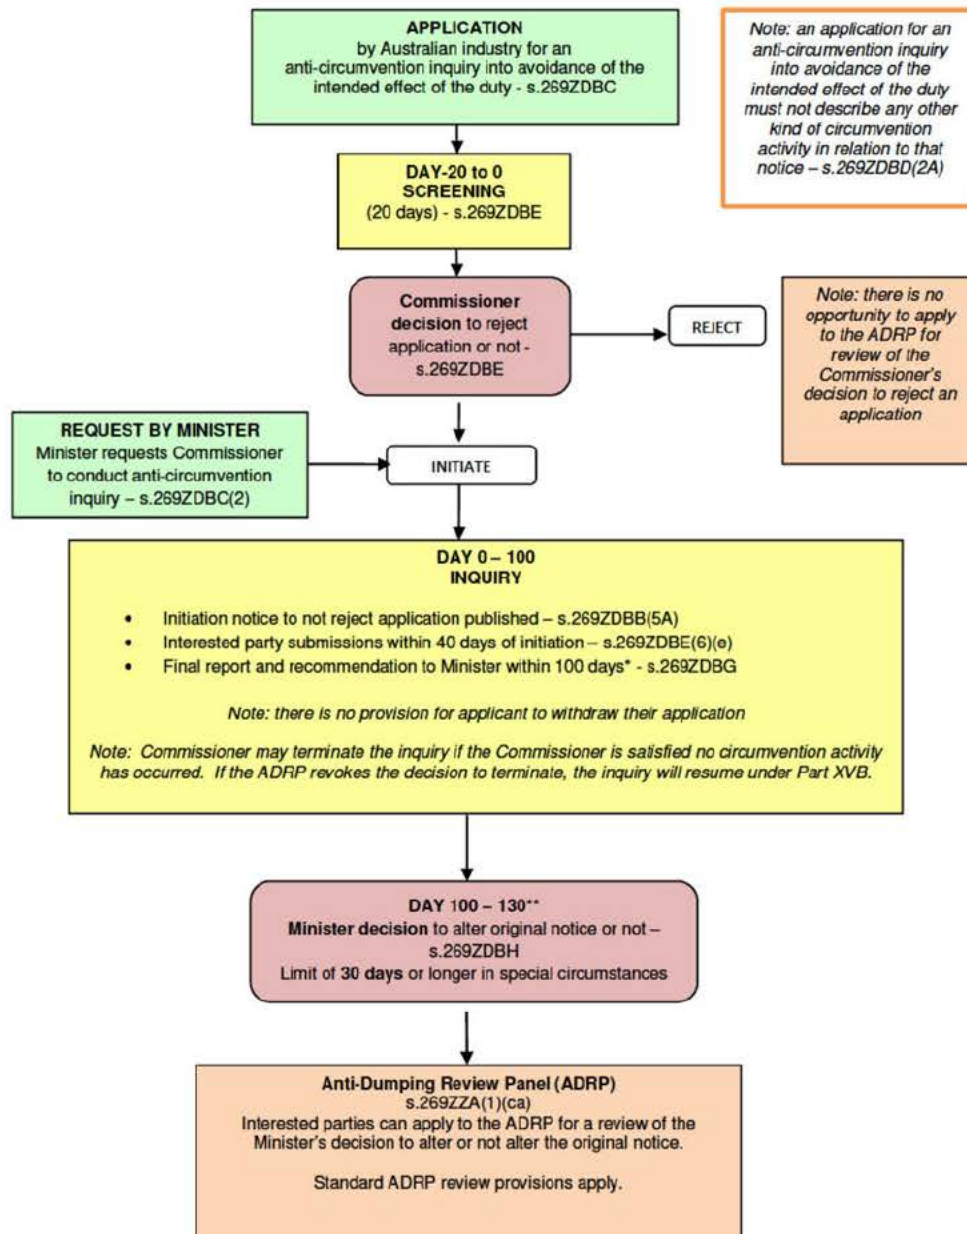 APPLICATION
by Australian industry for an
anti-circumvention inquiry into avoidance of the
intended effect of the duty - s.269ZDBC
Note: an application for an
anti-circumvention inquiry
into avoidance of the
intended effect of the duty
must not describe any other
kind of circumvention
activity in relation to that
notice – s.269ZDBD(2A)
DAY-20 to 0
SCREENING
(20 days) - s.269ZDBE
Commissioner
decision to reject
application or not -
s.269ZDBE
REJECT
Note: there is no
opportunity to apply
to the ADRP for
review of the
Commissioner's
decision to reject an
application
REQUEST BY MINISTER
Minister requests Commissioner
to conduct anti-circumvention
inquiry – s.269ZDBC(2)
INITIATE
DAY 0 – 100
INQUIRY
• Initiation notice to not reject application published – s.269ZDBB(5A)
• Interested party submissions within 40 days of initiation – s.269ZDBE(6)(e)
• Final report and recommendation to Minister within 100 days* - s.269ZDBG
Note: there is no provision for applicant to withdraw their application
Note: Commissioner may terminate the inquiry if the Commissioner is satisfied no circumvention activity
has occurred. If the ADRP revokes the decision to terminate, the inquiry will resume under Part XVB.
DAY 100 – 130**
Minister decision to alter original notice or not –
s.269ZDBH
Limit of 30 days or longer in special circumstances
Anti-Dumping Review Panel (ADRP)
s.269ZZA(1)(ca)
Interested parties can apply to the ADRP for a review of the
Minister's decision to alter or not alter the original notice.
Standard ADRP review provisions apply.